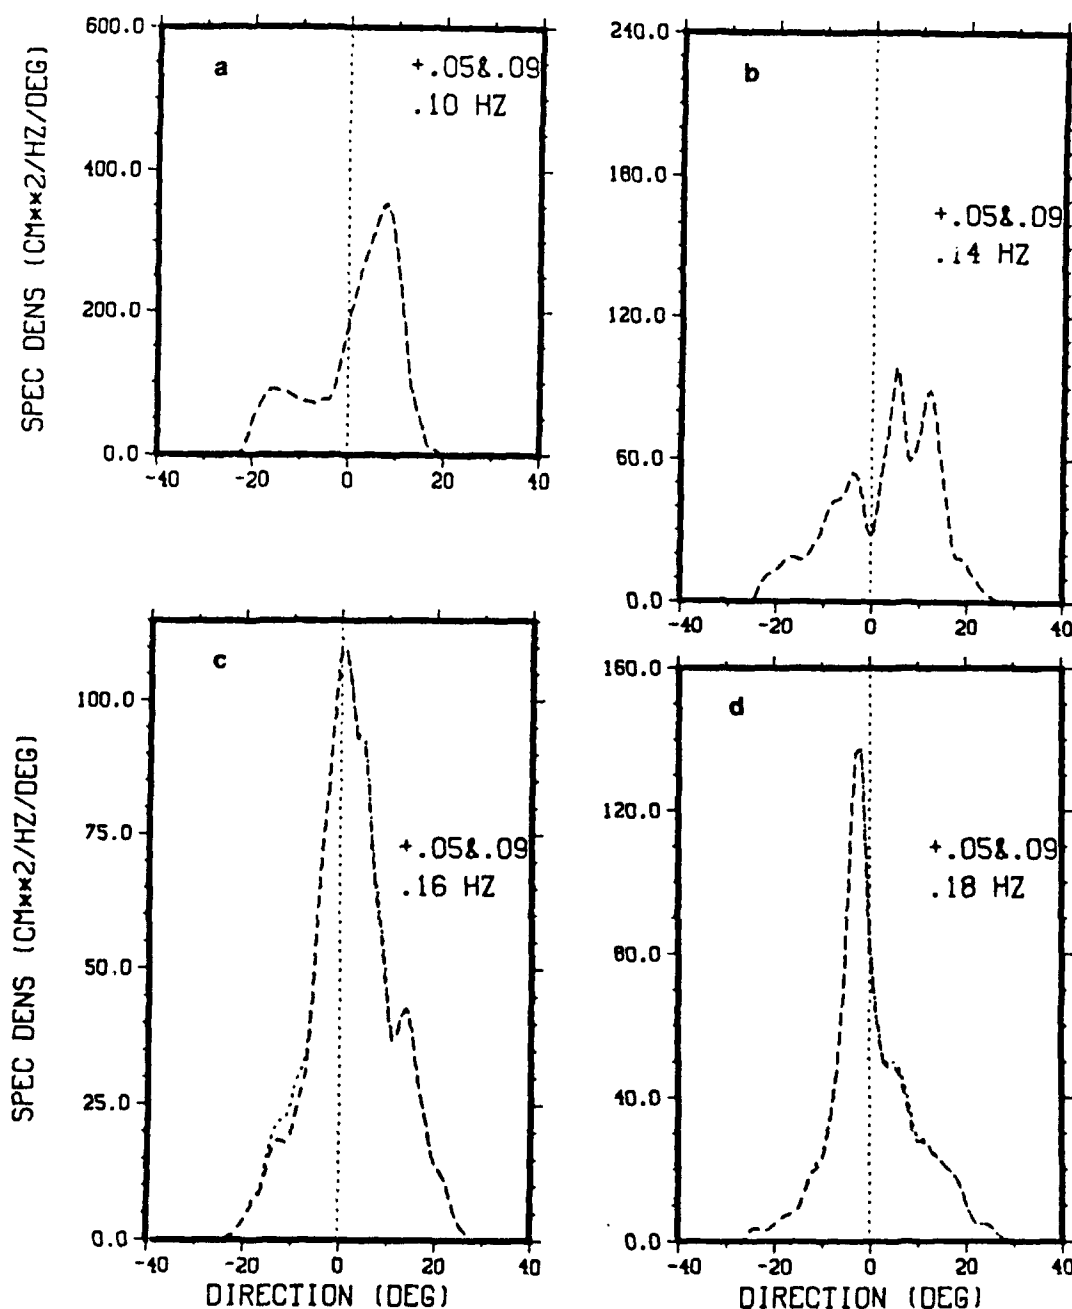 SPEC DENS (CM**2/HZ/DEG)
600.0
400.0
200.0
0.0
a
+.05&.09
.10 HZ
-40 -20 0 20 40
240.0
180.0
120.0
60.0
0.0
b
+.05&.09
.14 HZ
-40 -20 0 20 40
SPEC DENS (CM**2/HZ/DEG)
100.0
75.0
50.0
25.0
0.0
c
+.05&.09
.16 HZ
-40 -20 0 20 40
DIRECTION (DEG)
160.0
120.0
80.0
40.0
0.0
d
+.05&.09
.18 HZ
-40 -20 0 20 40
DIRECTION (DEG)